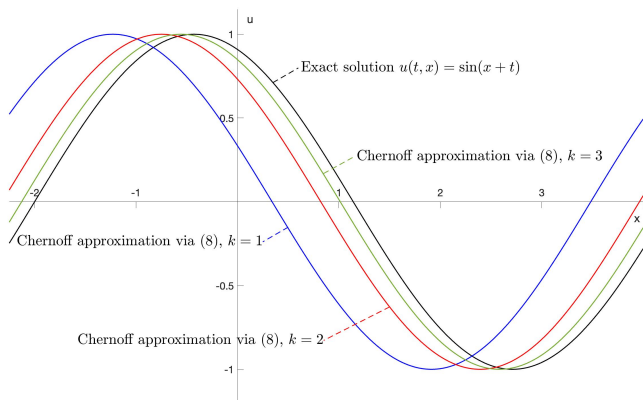 u
1
Exact solution u(t, x) = sin(x + t)
0.5
Chernoff approximation via (8), k = 3
-2
-1
1
2
3
x
Chernoff approximation via (8), k = 1
-0.5
Chernoff approximation via (8), k = 2
-1